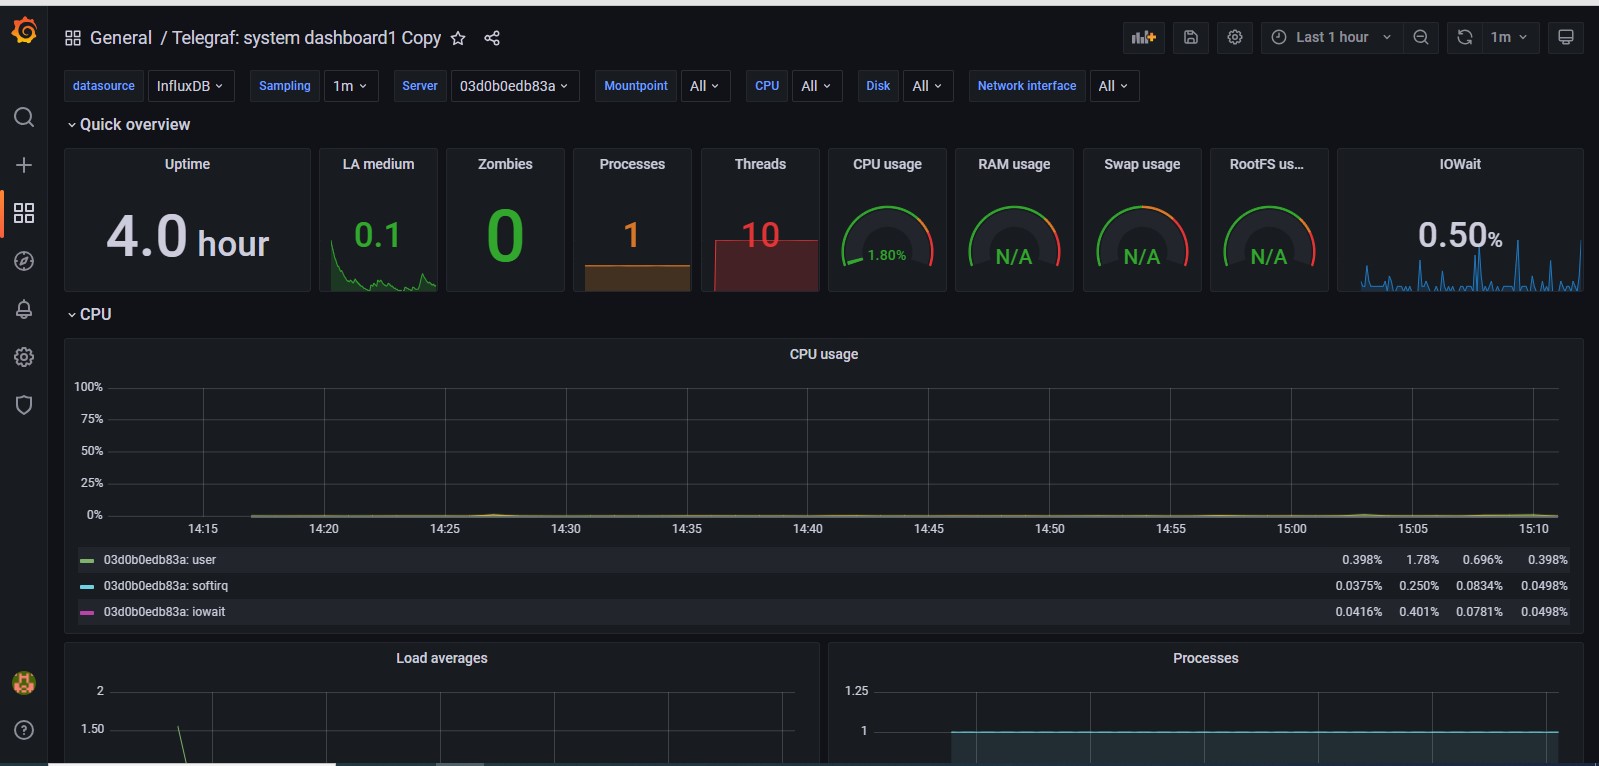 General / Telegraf: system dashboard1 Copy
Last 1 hour
1m
datasource InfluxDB Sampling 1m Server 03d0b0edb83a Mountpoint All CPU All Disk All Network interface All
Quick overview
Uptime
4.0 hour
LA medium
0.1
Zombies
0
Processes
1
Threads
10
CPU usage
1.80%
RAM usage
N/A
Swap usage
N/A
RootFS us...
N/A
IOWait
0.50%
CPU
CPU usage
100%
75%
50%
25%
0%
14:15 14:20 14:25 14:30 14:35 14:40 14:45 14:50 14:55 15:00 15:05 15:10
03d0b0edb83a: user 0.398% 1.78% 0.696% 0.398%
03d0b0edb83a: softirq 0.0375% 0.250% 0.0834% 0.0498%
03d0b0edb83a: iowait 0.0416% 0.401% 0.0781% 0.0498%
Load averages
2
1.50
Processes
1.25
1